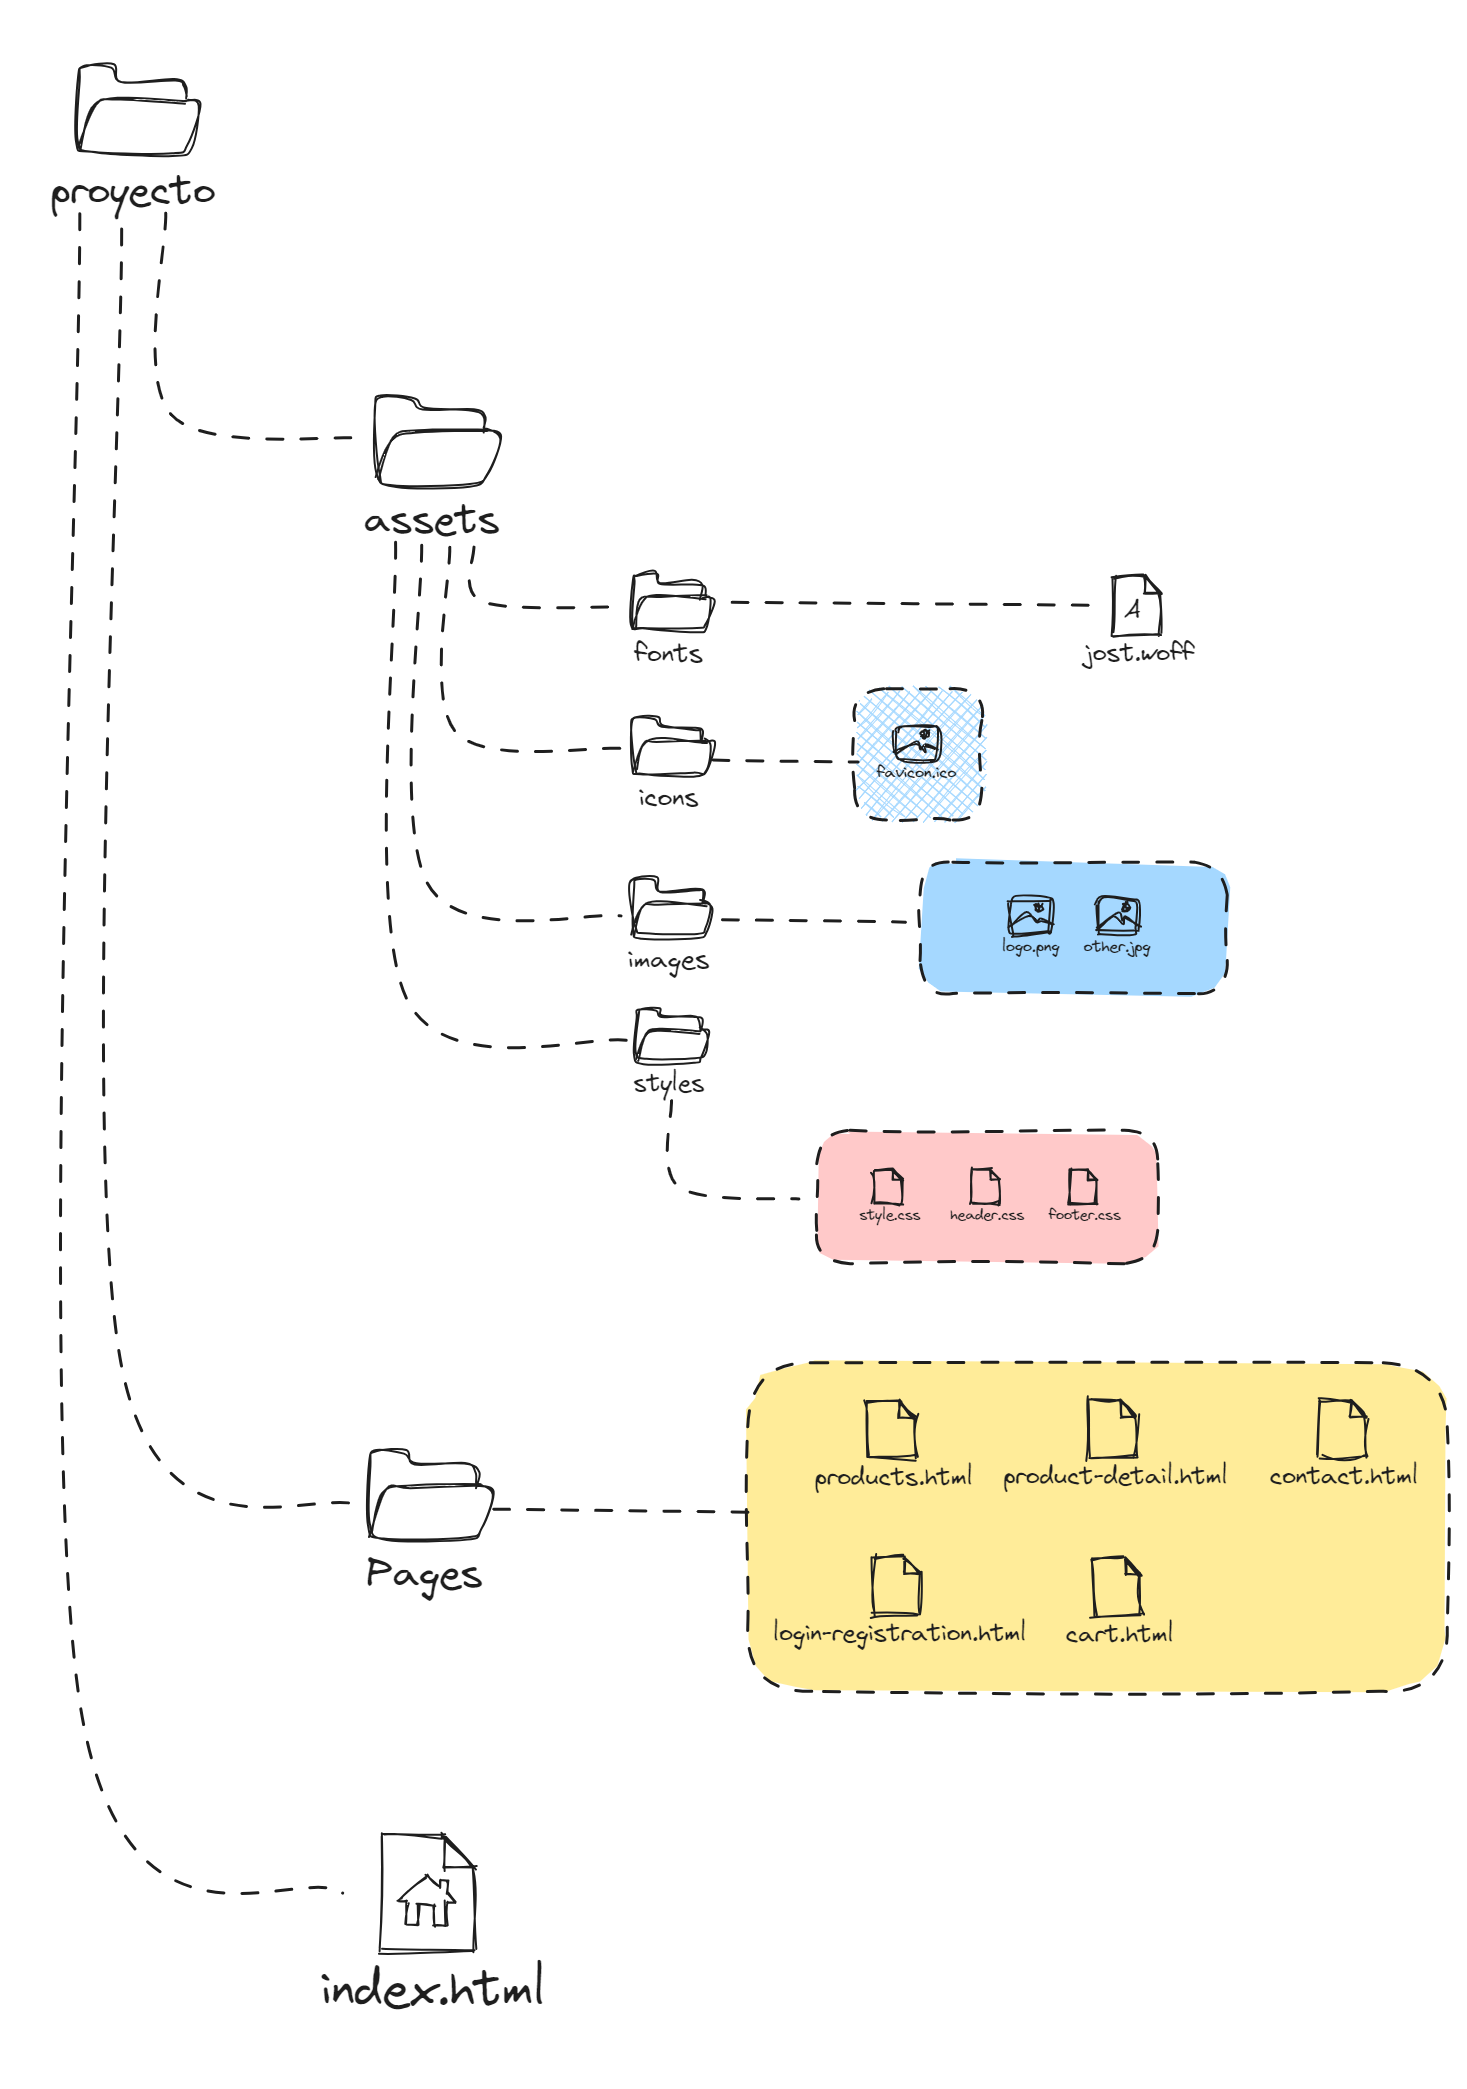 proyecto
assets
A
fonts
jost.woff
favicon.ico
icons
logo.png
other.jpg
images
styles
style.css
header.css
footer.css
products.html
product-detail.html
contact.html
Pages
login-registration.html
cart.html
index.html